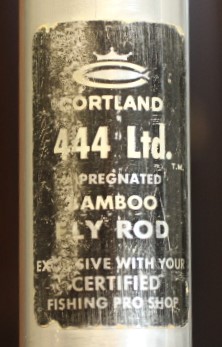 CORTLAND
444 Ltd.
T.M.
IMPREGNATED
BAMBOO
FLY ROD
EXCLUSIVE WITH YOUR
CERTIFIED
FISHING PRO SHOP